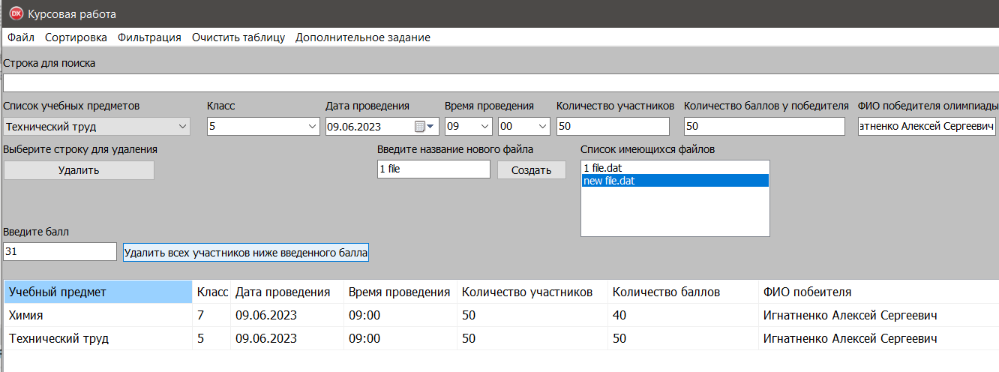 DX Курсовая работа
Файл Сортировка Фильтрация Очистить таблицу Дополнительное задание
Строка для поиска
Список учебных предметов Класс Дата проведения Время проведения Количество участников Количество баллов у победителя ФИО победителя олимпиады
Технический труд 5 09.06.2023 09 00 50 50 атненко Алексей Сергеевич
Выберите строку для удаления Введите название нового файла Список имеющихся файлов
Удалить 1 file Создать 1 file.dat
new file.dat
Введите балл
31 Удалить всех участников ниже введенного балла
Учебный предмет Класс Дата проведения Время проведения Количество участников Количество баллов ФИО побеителя
Химия 7 09.06.2023 09:00 50 40 Игнатненко Алексей Сергеевич
Технический труд 5 09.06.2023 09:00 50 50 Игнатненко Алексей Сергеевич